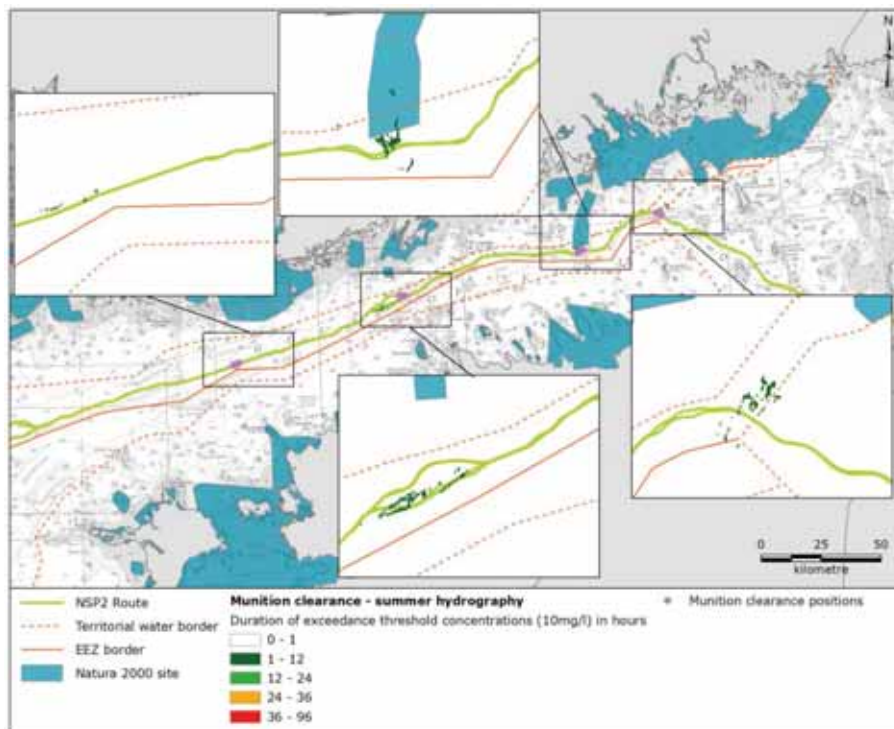 N
0 25 50
kilometre
NSP2 Route
Territorial water border
EEZ border
Natura 2000 site
Munition clearance - summer hydrography
Duration of exceedance threshold concentrations (10mg/l) in hours
0 - 1
1 - 12
12 - 24
24 - 36
36 - 96
Munition clearance positions